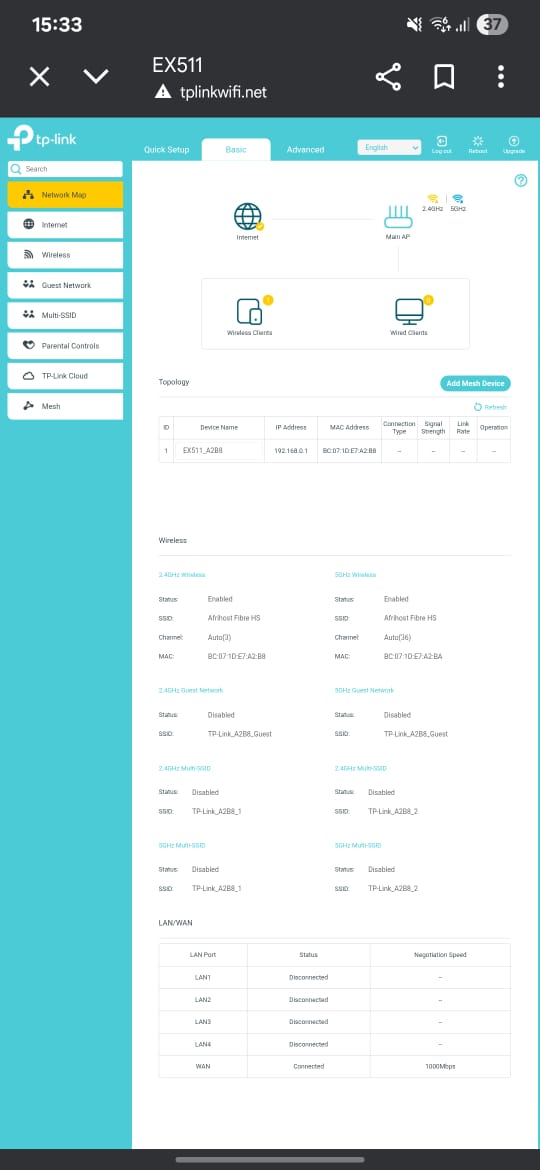 15:33
37
EX511
tplinkwifi.net
tp-link
Quick Setup Basic Advanced English Log out Reboot Upgrade
Search
Network Map
Internet
Wireless
Guest Network
Multi-SSID
Parental Controls
TP-Link Cloud
Mesh
2.4GHz 5GHz
Internet Main AP
Wireless Clients Wired Clients
Topology Add Mesh Device
Refresh
ID Device Name IP Address MAC Address Connection Type Signal Strength Link Rate Operation
1 EX511_A2B8 192.168.0.1 BC:07:1D:E7:A2:B8 -- -- -- --
Wireless
2.4GHz Wireless 5GHz Wireless
Status: Enabled Status: Enabled
SSID: Afrihost Fibre HS SSID: Afrihost Fibre HS
Channel: Auto(3) Channel: Auto(36)
MAC: BC:07:1D:E7:A2:B8 MAC: BC:07:1D:E7:A2:BA
2.4GHz Guest Network 5GHz Guest Network
Status: Disabled Status: Disabled
SSID: TP-Link_A2B8_Guest SSID: TP-Link_A2B8_Guest
2.4GHz Multi-SSID 2.4GHz Multi-SSID
Status: Disabled Status: Disabled
SSID: TP-Link_A2B8_1 SSID: TP-Link_A2B8_2
5GHz Multi-SSID 5GHz Multi-SSID
Status: Disabled Status: Disabled
SSID: TP-Link_A2B8_1 SSID: TP-Link_A2B8_2
LAN/WAN
LAN Port Status Negotiation Speed
LAN1 Disconnected --
LAN2 Disconnected --
LAN3 Disconnected --
LAN4 Disconnected --
WAN Connected 1000Mbps